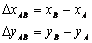 Δx_AB = x_B − x_A
Δy_AB = y_B − y_A